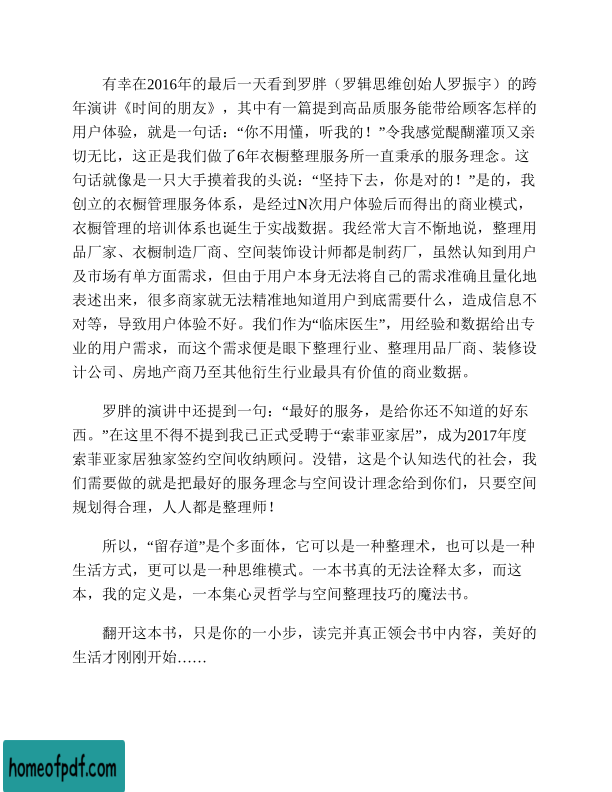 有幸在2016年的最后一天看到罗胖（罗辑思维创始人罗振宇）的跨
年演讲《时间的朋友》，其中有一篇提到高品质服务能带给顾客怎样的
用户体验，就是一句话：“你不用懂，听我的！”令我感觉醍醐灌顶又亲
切无比，这正是我们做了6年衣橱整理服务所一直秉承的服务理念。这
句话就像是一只大手摸着我的头说：“坚持下去，你是对的！”是的，我
创立的衣橱管理服务体系，是经过N次用户体验后而得出的商业模式，
衣橱管理的培训体系也诞生于实战数据。我经常大言不惭地说，整理用
品厂家、衣橱制造厂商、空间装饰设计师都是制药厂，虽然认知到用户
及市场有单方面需求，但由于用户本身无法将自己的需求准确且量化地
表述出来，很多商家就无法精准地知道用户到底需要什么，造成信息不
对等，导致用户体验不好。我们作为“临床医生”，用经验和数据给出专
业的用户需求，而这个需求便是眼下整理行业、整理用品厂商、装修设
计公司、房地产商乃至其他衍生行业最具有价值的商业数据。
罗胖的演讲中还提到一句：“最好的服务，是给你还不知道的好东
西。”在这里不得不提到我已正式受聘于“索菲亚家居”，成为2017年度
索菲亚家居独家签约空间收纳顾问。没错，这是个认知迭代的社会，我
们需要做的就是把最好的服务理念与空间设计理念给到你们，只要空间
规划得合理，人人都是整理师！
所以，“留存道”是个多面体，它可以是一种整理术，也可以是一种
生活方式，更可以是一种思维模式。一本书真的无法诠释太多，而这
本，我的定义是，一本集心灵哲学与空间整理技巧的魔法书。
翻开这本书，只是你的一小步，读完并真正领会书中内容，美好的
生活才刚刚开始……
homeofpdf.com